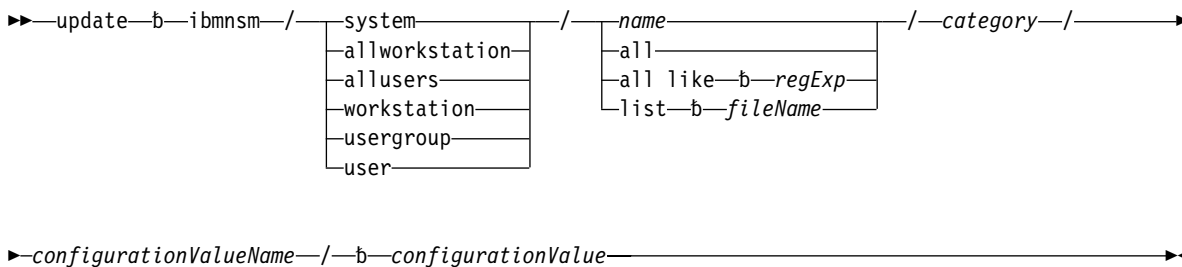 update ƀ ibmnsm / system / name / category /
allworkstation all
allusers all like ƀ regExp
workstation list ƀ fileName
usergroup
user
configurationValueName / ƀ configurationValue